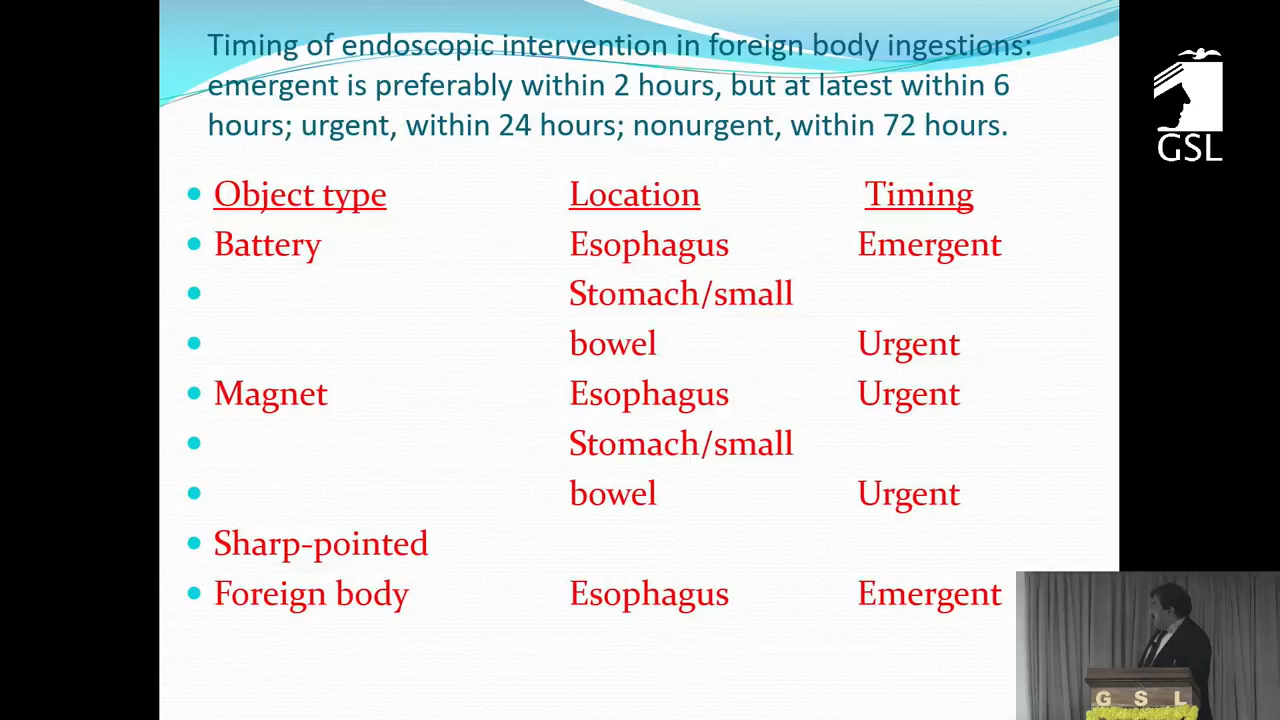 Timing of endoscopic intervention in foreign body ingestions:
emergent is preferably within 2 hours, but at latest within 6
hours; urgent, within 24 hours; nonurgent, within 72 hours.
GSL
Object type Location Timing
Battery Esophagus Emergent
Stomach/small
bowel Urgent
Magnet Esophagus Urgent
Stomach/small
bowel Urgent
Sharp-pointed
Foreign body Esophagus Emergent
G S L